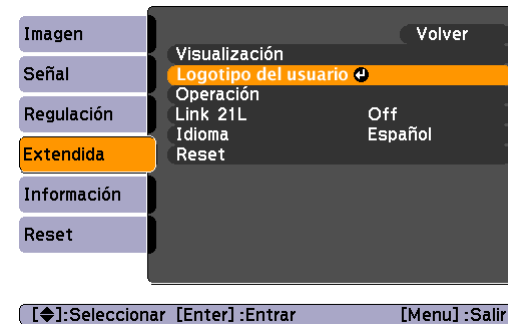 Imagen
Señal
Regulación
Extendida
Información
Reset
Volver
Visualización
Logotipo del usuario
Operación
Link 21L Off
Idioma Español
Reset
[◆]:Seleccionar [Enter]:Entrar [Menu]:Salir